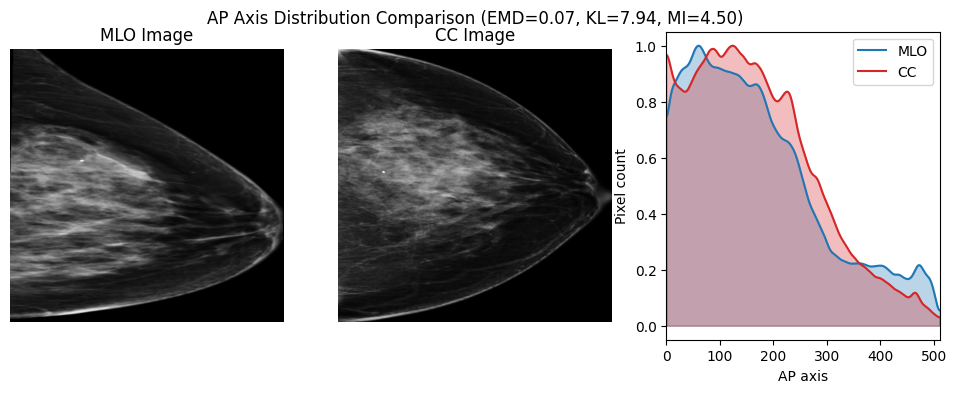 AP Axis Distribution Comparison (EMD=0.07, KL=7.94, MI=4.50)
MLO Image
CC Image
MLO
CC
Pixel count
1.0
0.8
0.6
0.4
0.2
0.0
0 100 200 300 400 500
AP axis